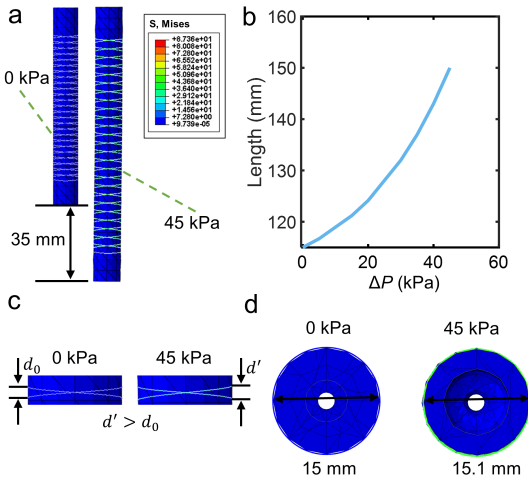 a
0 kPa
35 mm
45 kPa
S, Mises
+8.736e+01
+8.008e+01
+7.280e+01
+6.552e+01
+5.824e+01
+5.096e+01
+4.368e+01
+3.640e+01
+2.912e+01
+2.184e+01
+1.456e+01
+7.280e+00
+9.739e-05
b
Length (mm)
160
150
140
130
120
0 20 40 60
ΔP (kPa)
c
0 kPa 45 kPa
d₀ d'
d' > d₀
d
0 kPa 45 kPa
15 mm 15.1 mm